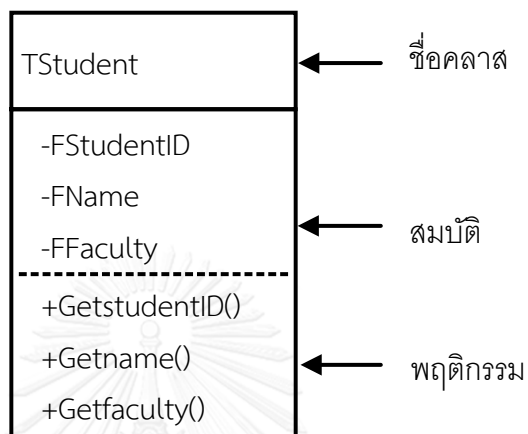 TStudent
ชื่อคลาส
-FStudentID
-FName
-FFaculty
สมบัติ
+GetstudentID()
+Getname()
+Getfaculty()
พฤติกรรม